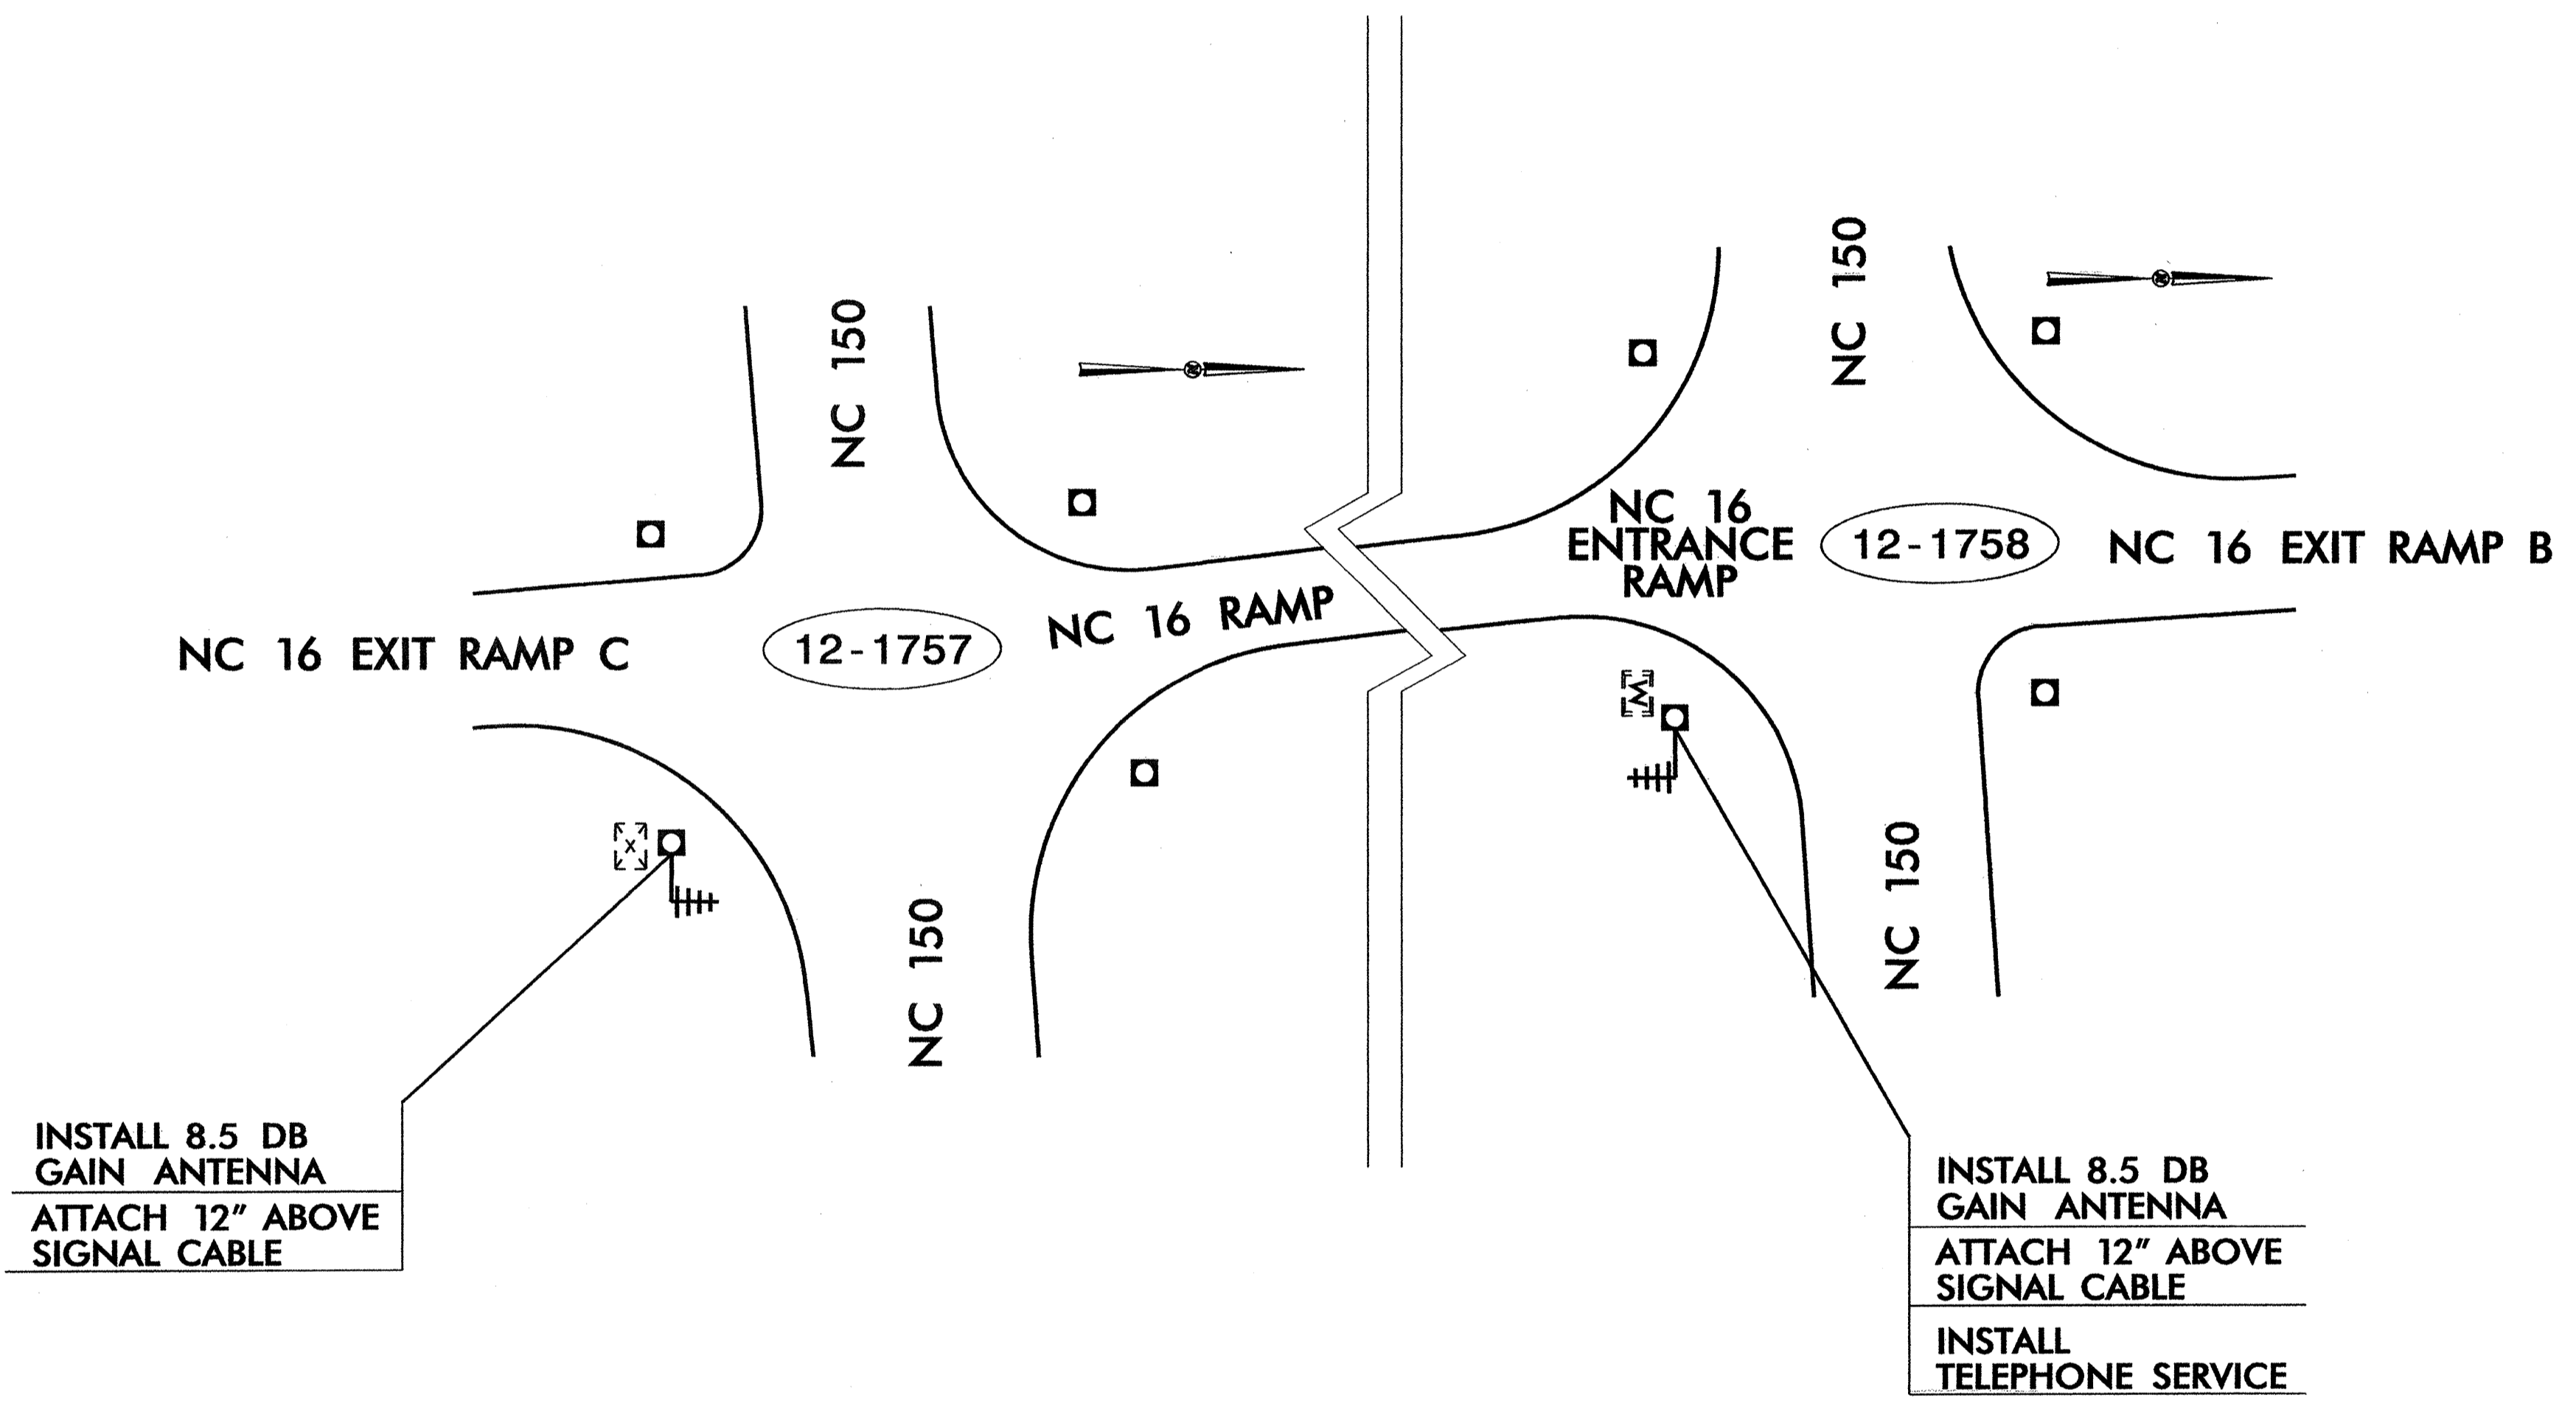 NC 150
NC 16 EXIT RAMP C
12-1757
NC 16 RAMP
NC 150
X
INSTALL 8.5 DB
GAIN ANTENNA
ATTACH 12" ABOVE
SIGNAL CABLE
NC 150
NC 16
ENTRANCE
RAMP
12-1758
NC 16 EXIT RAMP B
M
NC 150
INSTALL 8.5 DB
GAIN ANTENNA
ATTACH 12" ABOVE
SIGNAL CABLE
INSTALL
TELEPHONE SERVICE
N
N